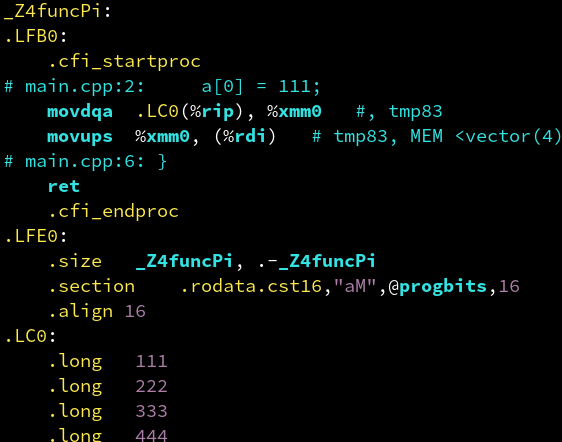 _Z4funcPi:
.LFB0:
    .cfi_startproc
# main.cpp:2:     a[0] = 111;
    movdqa  .LC0(%rip), %xmm0   #, tmp83
    movups  %xmm0, (%rdi)   # tmp83, MEM <vector(4)
# main.cpp:6: }
    ret
    .cfi_endproc
.LFE0:
    .size   _Z4funcPi, .-_Z4funcPi
    .section    .rodata.cst16,"aM",@progbits,16
    .align 16
.LC0:
    .long   111
    .long   222
    .long   333
    .long   444